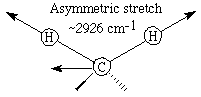 Asymmetric stretch
~2926 cm-1
H H
C